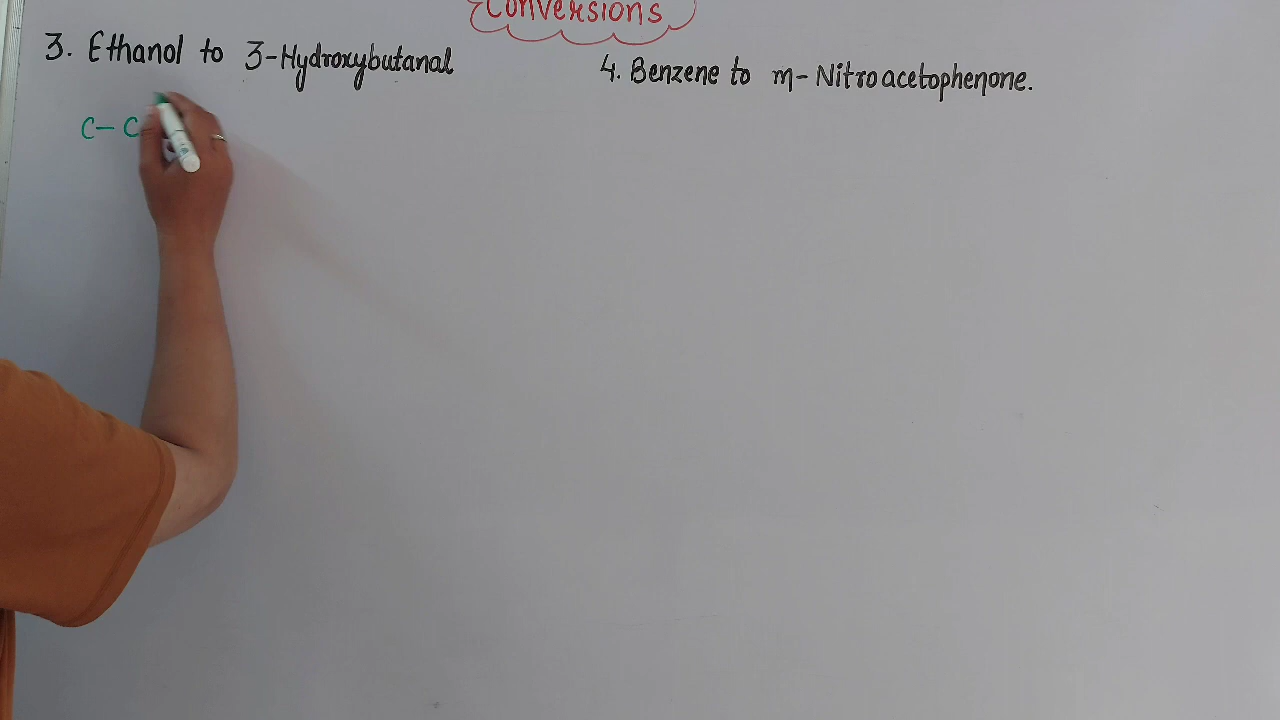 Conversions
3. Ethanol to 3-Hydroxybutanal
4. Benzene to m-Nitroacetophenone.
C-C